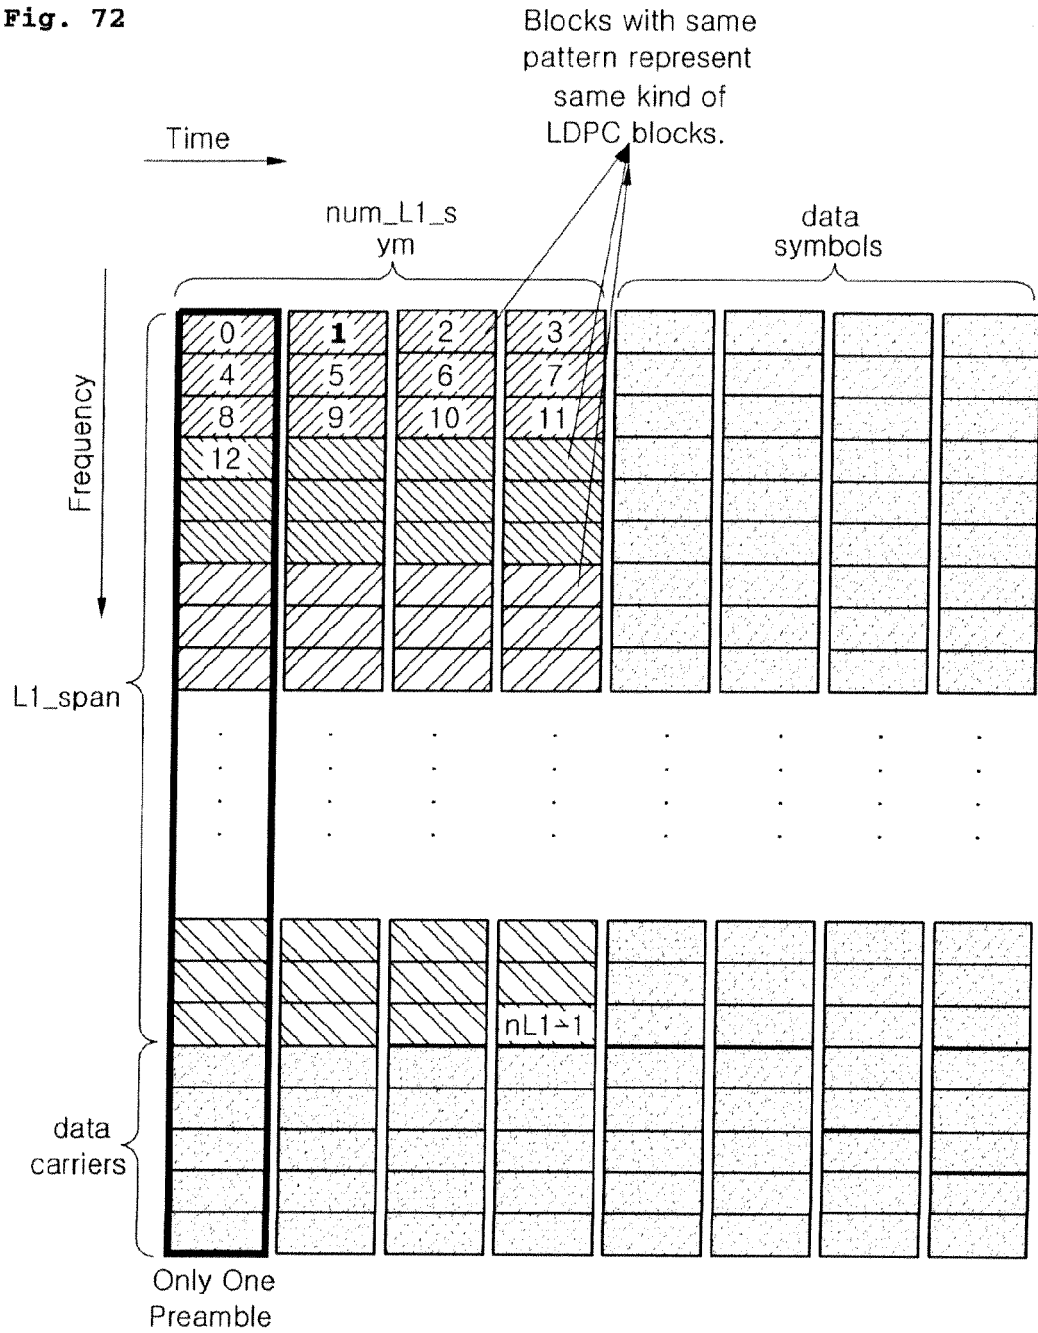 Fig. 72
Blocks with same
pattern represent
same kind of
LDPC blocks.
Time
num_L1_s
ym
data
symbols
Frequency
0 1 2 3
4 5 6 7
8 9 10 11
12
L1_span
nL1-1
data
carriers
Only One
Preamble